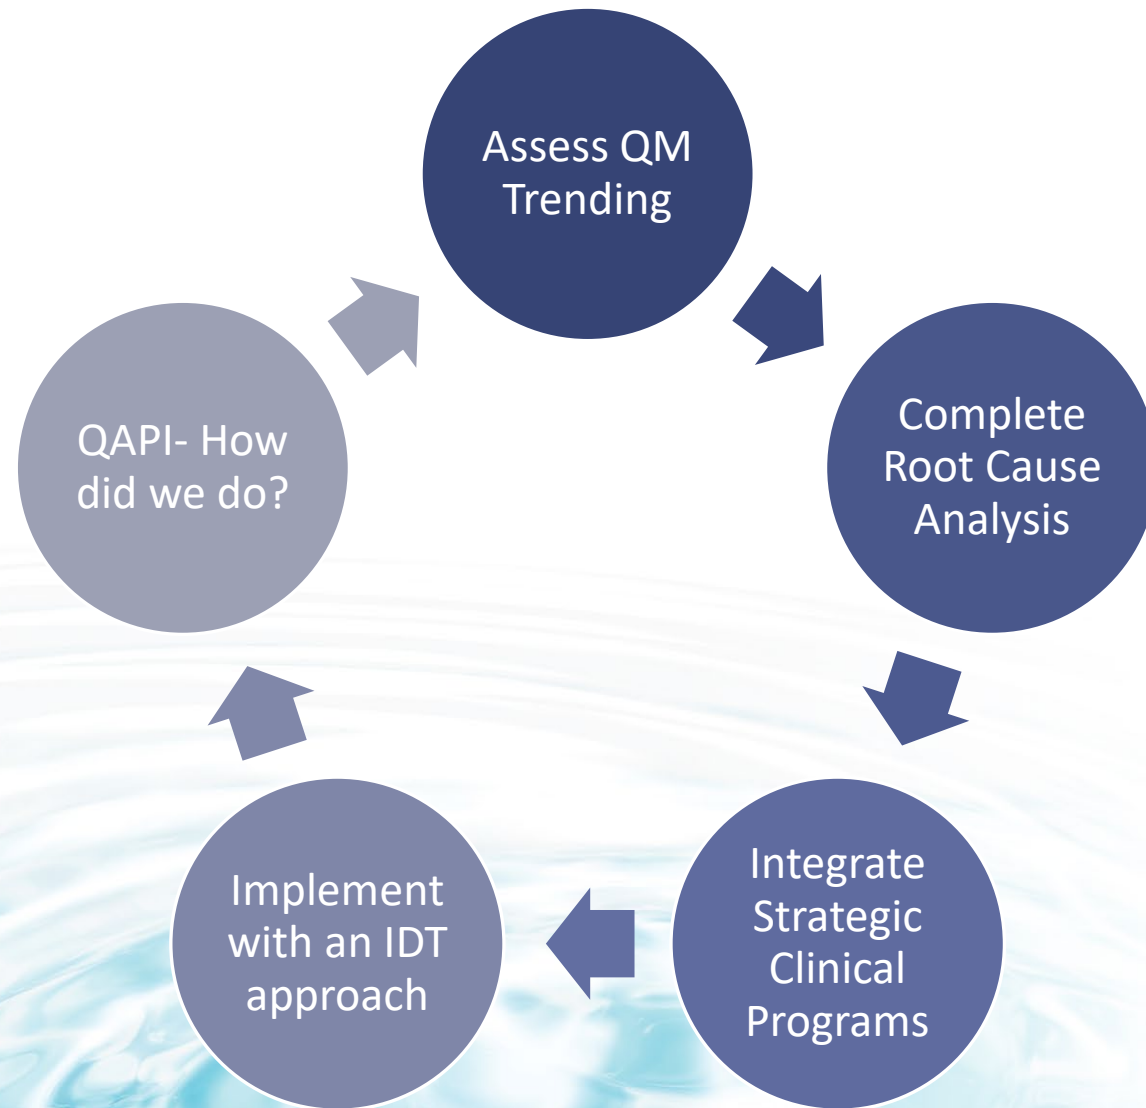 Assess QM
Trending
Complete
Root Cause
Analysis
Integrate
Strategic
Clinical
Programs
Implement
with an IDT
approach
QAPI- How
did we do?